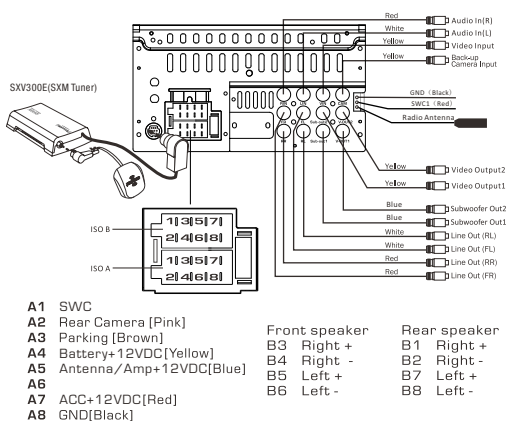 Red
Audio In(R)
White
Audio In(L)
Yellow
Video Input
Yellow
Back-up
Camera Input
SXV300E(SXM Tuner)
GND (Black)
SWC1 (Red)
Radio Antenna
Yellow
Video Output2
Yellow
Video Output1
Blue
Subwoofer Out2
Blue
Subwoofer Out1
White
Line Out (RL)
White
Line Out (FL)
Red
Line Out (RR)
Red
Line Out (FR)
ISO B
1 3 5 7
2 4 6 8
ISO A
1 3 5 7
2 4 6 8
A1 SWC
A2 Rear Camera [Pink]
A3 Parking [Brown]
A4 Battery+12VDC[Yellow]
A5 Antenna/Amp+12VDC[Blue]
A6
A7 ACC+12VDC[Red]
A8 GND[Black]
Front speaker
B3 Right +
B4 Right -
B5 Left +
B6 Left -
Rear speaker
B1 Right +
B2 Right -
B7 Left +
B8 Left -